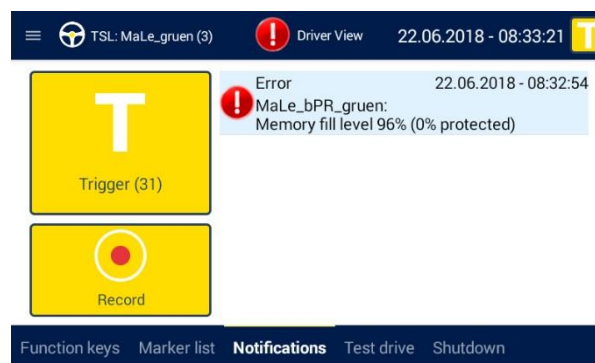 TSL: MaLe_gruen (3)
Driver View
22.06.2018 - 08:33:21
T
T
Trigger (31)
Error 22.06.2018 - 08:32:54
MaLe_bPR_gruen:
Memory fill level 96% (0% protected)
Record
Function keys Marker list Notifications Test drive Shutdown